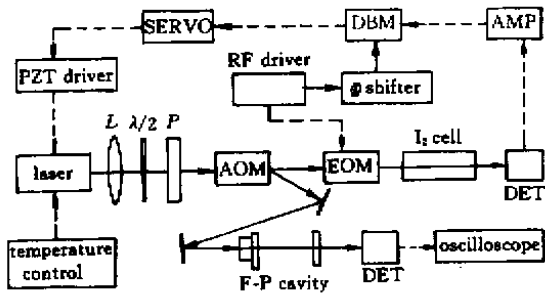 SERVO
DBM
AMP
PZT driver
RF driver
φ shifter
L λ/2 P
I₂ cell
laser
AOM
EOM
DET
temperature
control
F-P cavity
DET
oscilloscope